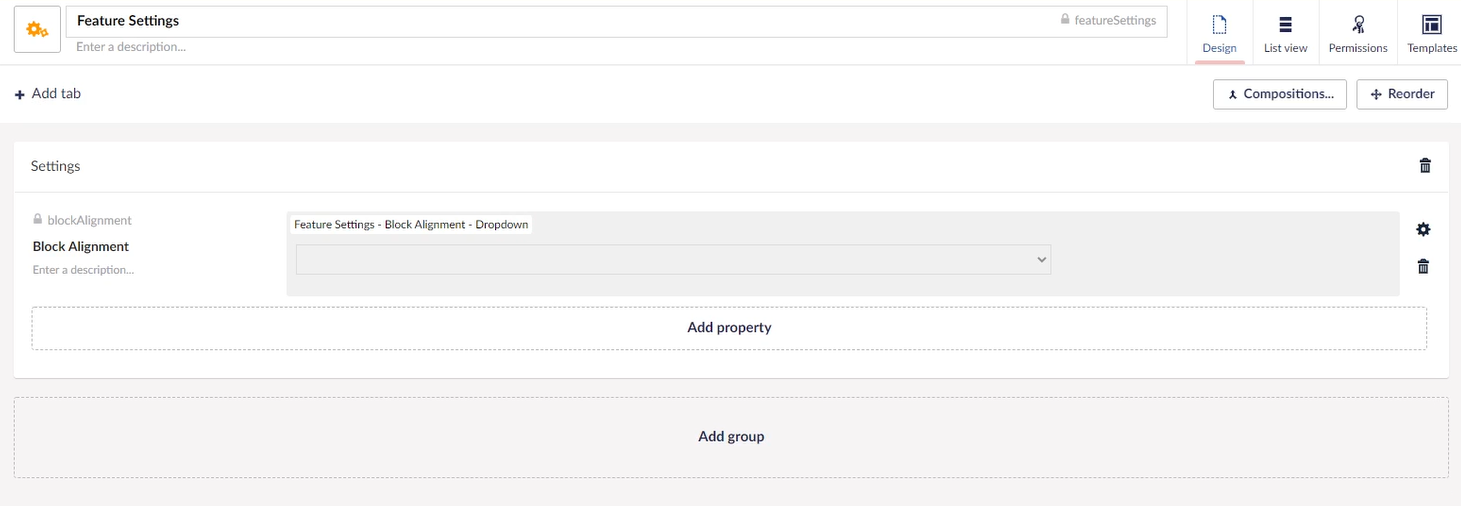 Feature Settings
featureSettings
Enter a description...
Design
List view
Permissions
Templates
Add tab
Compositions...
Reorder
Settings
blockAlignment
Block Alignment
Enter a description...
Feature Settings - Block Alignment - Dropdown
Add property
Add group